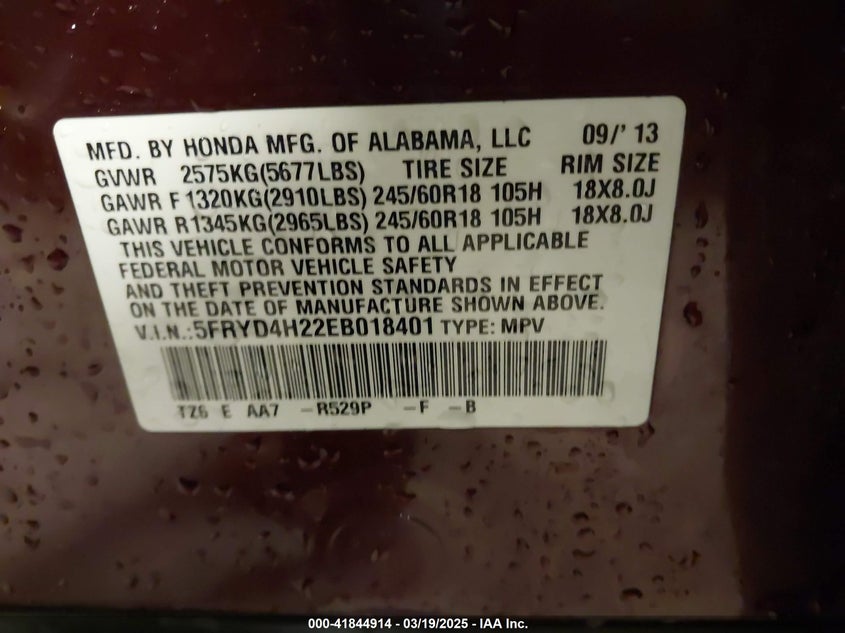 MFD. BY HONDA MFG. OF ALABAMA, LLC 09/' 13
GVWR 2575KG(5677LBS) TIRE SIZE RIM SIZE
GAWR F 1320KG(2910LBS) 245/60R18 105H 18X8.0J
GAWR R1345KG(2965LBS) 245/60R18 105H 18X8.0J
THIS VEHICLE CONFORMS TO ALL APPLICABLE
FEDERAL MOTOR VEHICLE SAFETY
AND THEFT PREVENTION STANDARDS IN EFFECT
ON THE DATE OF MANUFACTURE SHOWN ABOVE.
V.I.N.:5FRYD4H22EB018401 TYPE: MPV
TZ6 E AA7 –R529P –F –B
000-41844914 – 03/19/2025 – IAA Inc.